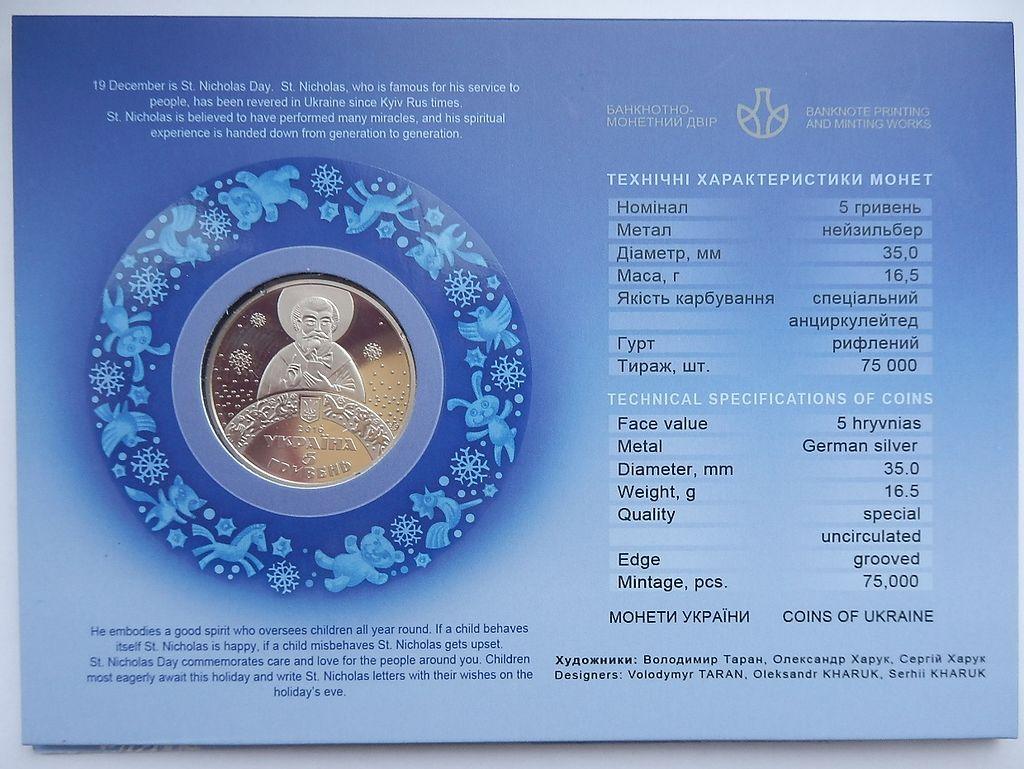 19 December is St. Nicholas Day. St. Nicholas, who is famous for his service to
people, has been revered in Ukraine since Kyiv Rus times.
St. Nicholas is believed to have performed many miracles, and his spiritual
experience is handed down from generation to generation.
2016
УКРАЇНА
5
ГРИВЕНЬ
He embodies a good spirit who oversees children all year round. If a child behaves
itself St. Nicholas is happy, if a child misbehaves St. Nicholas gets upset.
St. Nicholas Day commemorates care and love for the people around you. Children
most eagerly await this holiday and write St. Nicholas letters with their wishes on the
holiday's eve.
БАНКНОТНО-
МОНЕТНИЙ ДВІР
BANKNOTE PRINTING
AND MINTING WORKS
ТЕХНІЧНІ ХАРАКТЕРИСТИКИ МОНЕТ
Номінал 5 гривень
Метал нейзильбер
Діаметр, мм 35,0
Маса, г 16,5
Якість карбування спеціальний
анциркулейтед
Гурт рифлений
Тираж, шт. 75 000
TECHNICAL SPECIFICATIONS OF COINS
Face value 5 hryvnias
Metal German silver
Diameter, mm 35.0
Weight, g 16.5
Quality special
uncirculated
Edge grooved
Mintage, pcs. 75,000
МОНЕТИ УКРАЇНИ COINS OF UKRAINE
Художники: Володимир Таран, Олександр Харук, Сергій Харук
Designers: Volodymyr TARAN, Oleksandr KHARUK, Serhii KHARUK